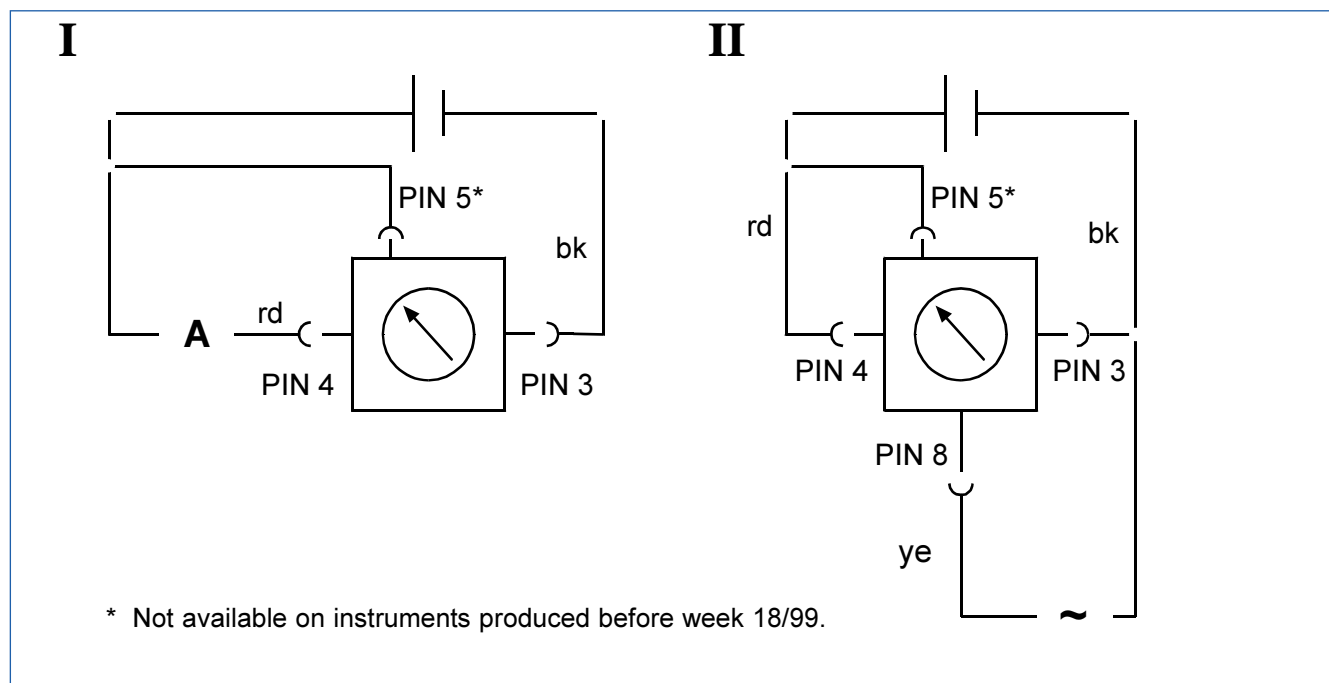 I
II
PIN 5*
bk
rd
A
PIN 4
PIN 3
PIN 5*
rd
bk
PIN 4
PIN 3
PIN 8
ye
~
* Not available on instruments produced before week 18/99.